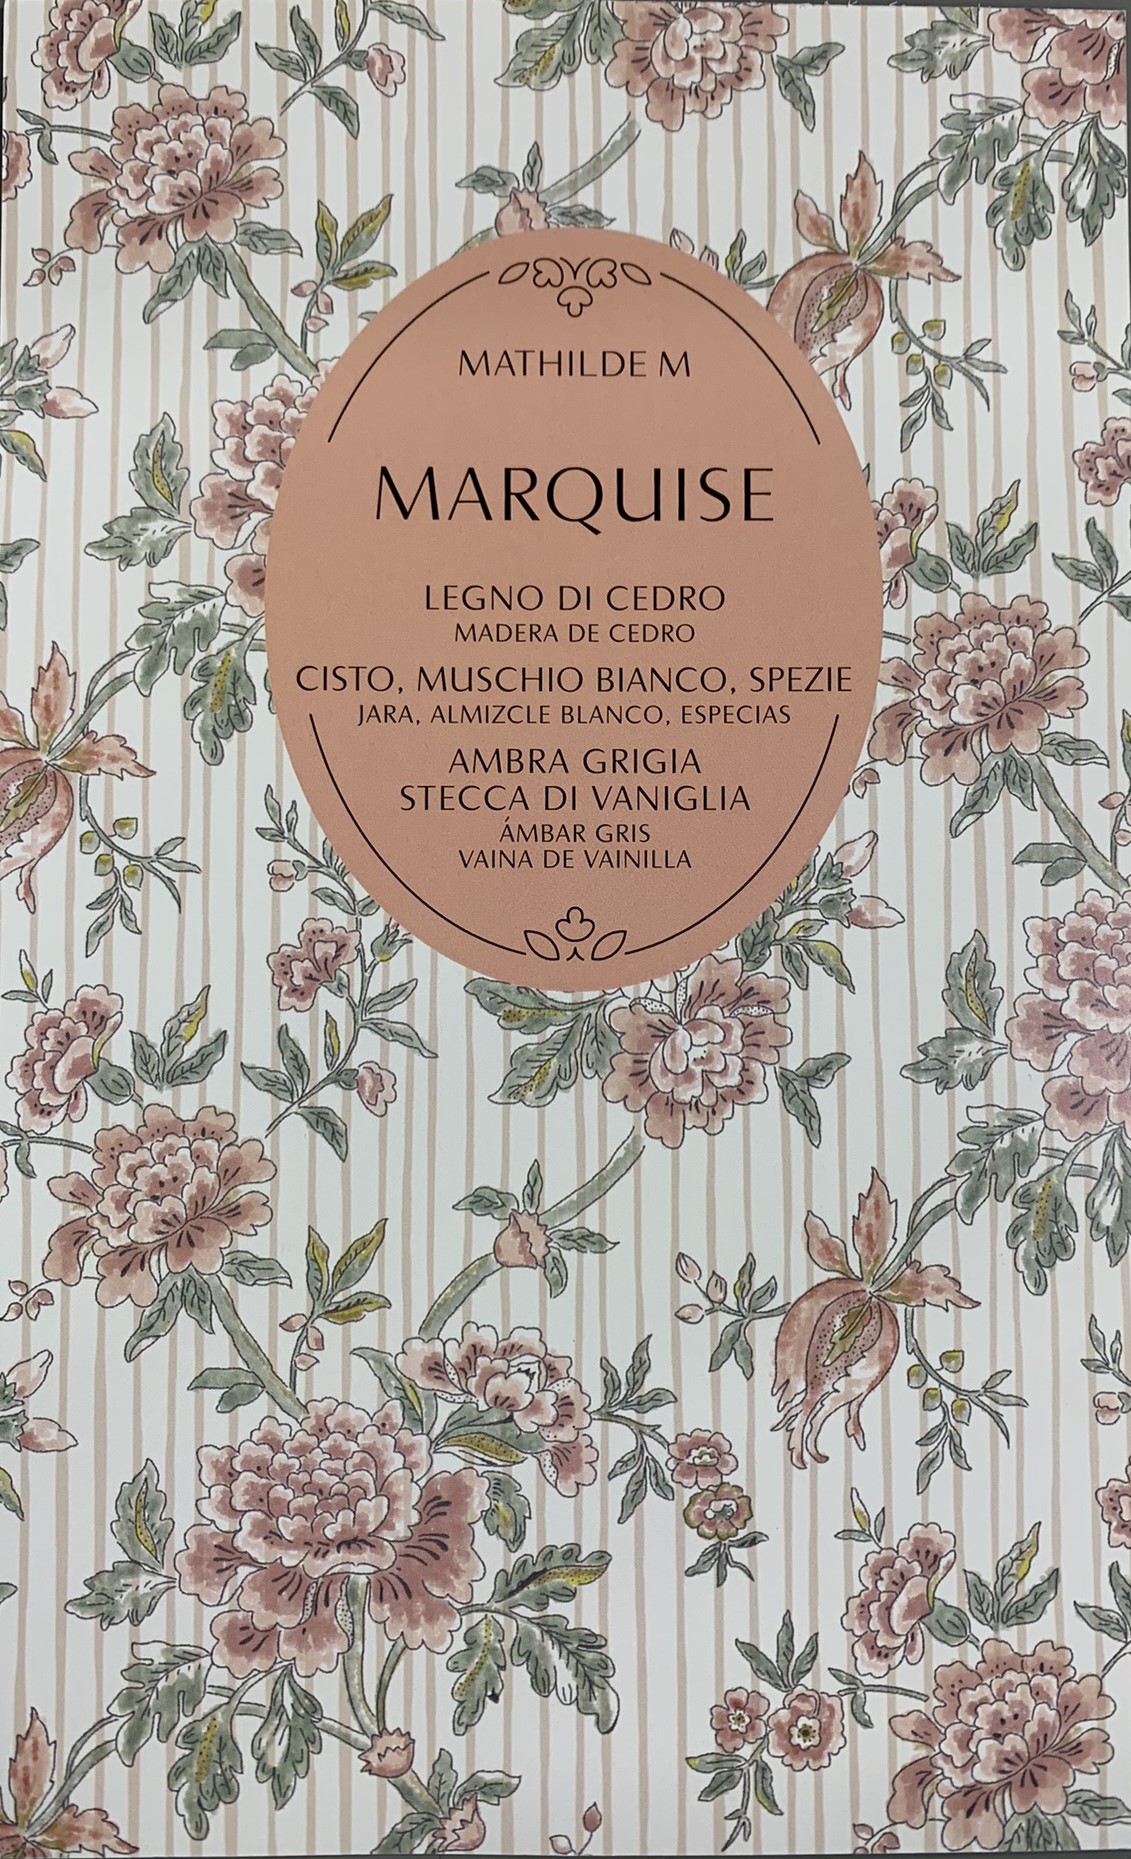 MATHILDE M
MARQUISE
LEGNO DI CEDRO
MADERA DE CEDRO
CISTO, MUSCHIO BIANCO, SPEZIE
JARA, ALMIZCLE BLANCO, ESPECIAS
AMBRA GRIGIA
STECCA DI VANIGLIA
ÁMBAR GRIS
VAINA DE VAINILLA